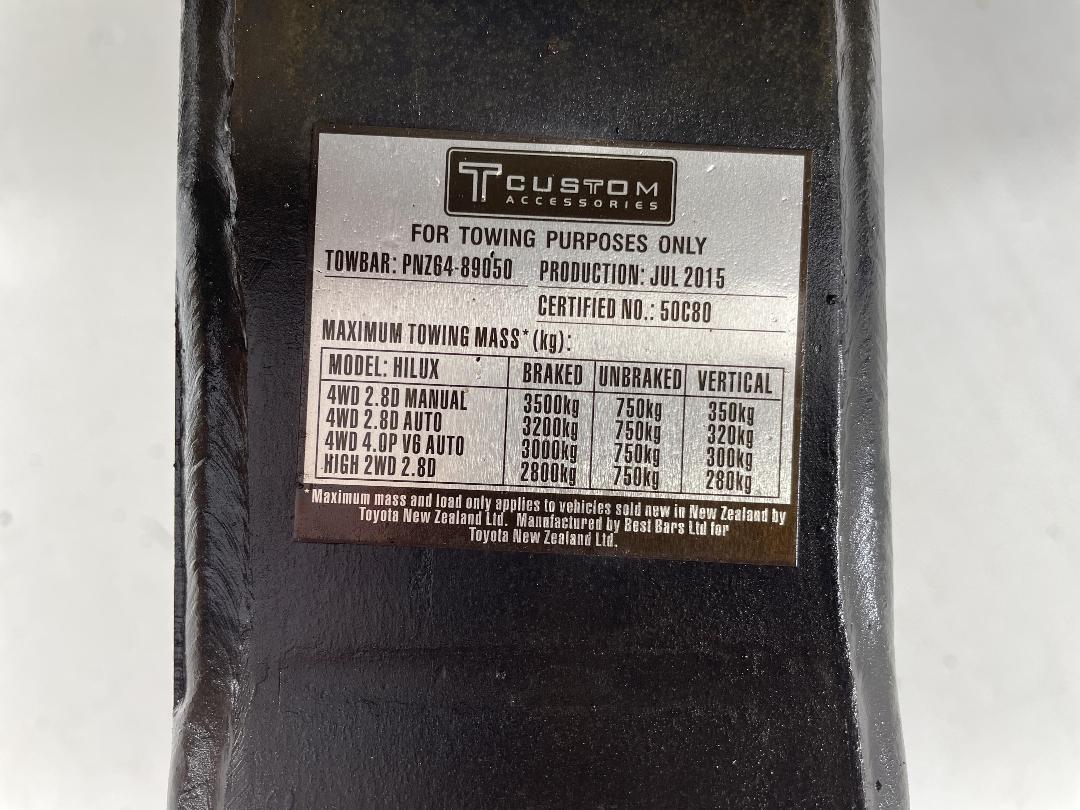 T CUSTOM
ACCESSORIES
FOR TOWING PURPOSES ONLY
TOWBAR: PNZ64-89050 PRODUCTION: JUL 2015
CERTIFIED NO.: 50C80
MAXIMUM TOWING MASS* (kg):
MODEL: HILUX BRAKED UNBRAKED VERTICAL
4WD 2.8D MANUAL 3500kg 750kg 350kg
4WD 2.8D AUTO 3200kg 750kg 320kg
4WD 4.0P V6 AUTO 3000kg 750kg 300kg
HIGH 2WD 2.8D 2800kg 750kg 280kg
*Maximum mass and load only applies to vehicles sold new in New Zealand by
Toyota New Zealand Ltd. Manufactured by Best Bars Ltd for
Toyota New Zealand Ltd.